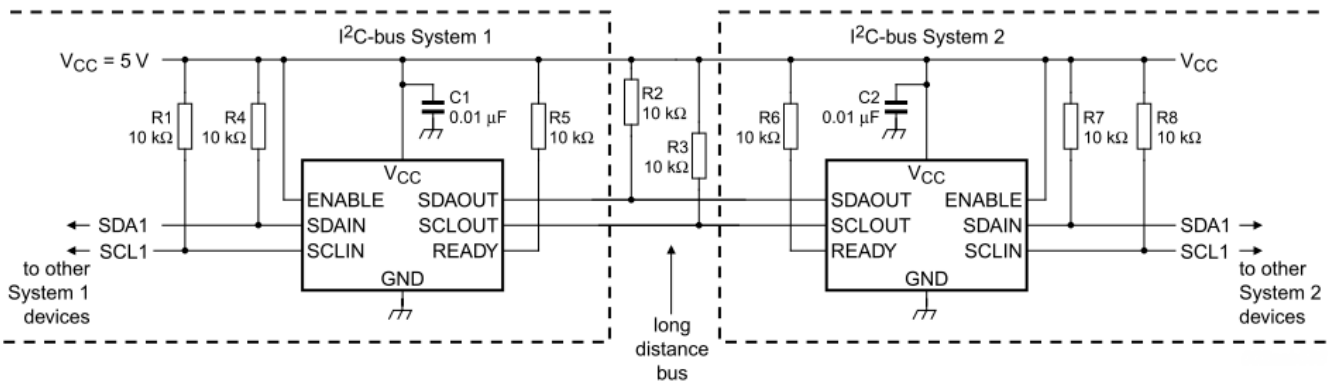 I2C-bus System 1
I2C-bus System 2
VCC = 5 V
VCC
R1
10 kΩ
R4
10 kΩ
C1
0.01 μF
R5
10 kΩ
R2
10 kΩ
R3
10 kΩ
R6
10 kΩ
C2
0.01 μF
R7
10 kΩ
R8
10 kΩ
VCC
ENABLE
SDAOUT
SDAIN
SCLOUT
SCLIN
READY
GND
VCC
SDAOUT
ENABLE
SCLOUT
SDAIN
READY
SCLIN
GND
SDA1
SCL1
to other
System 1
devices
SDA1
SCL1
to other
System 2
devices
long
distance
bus